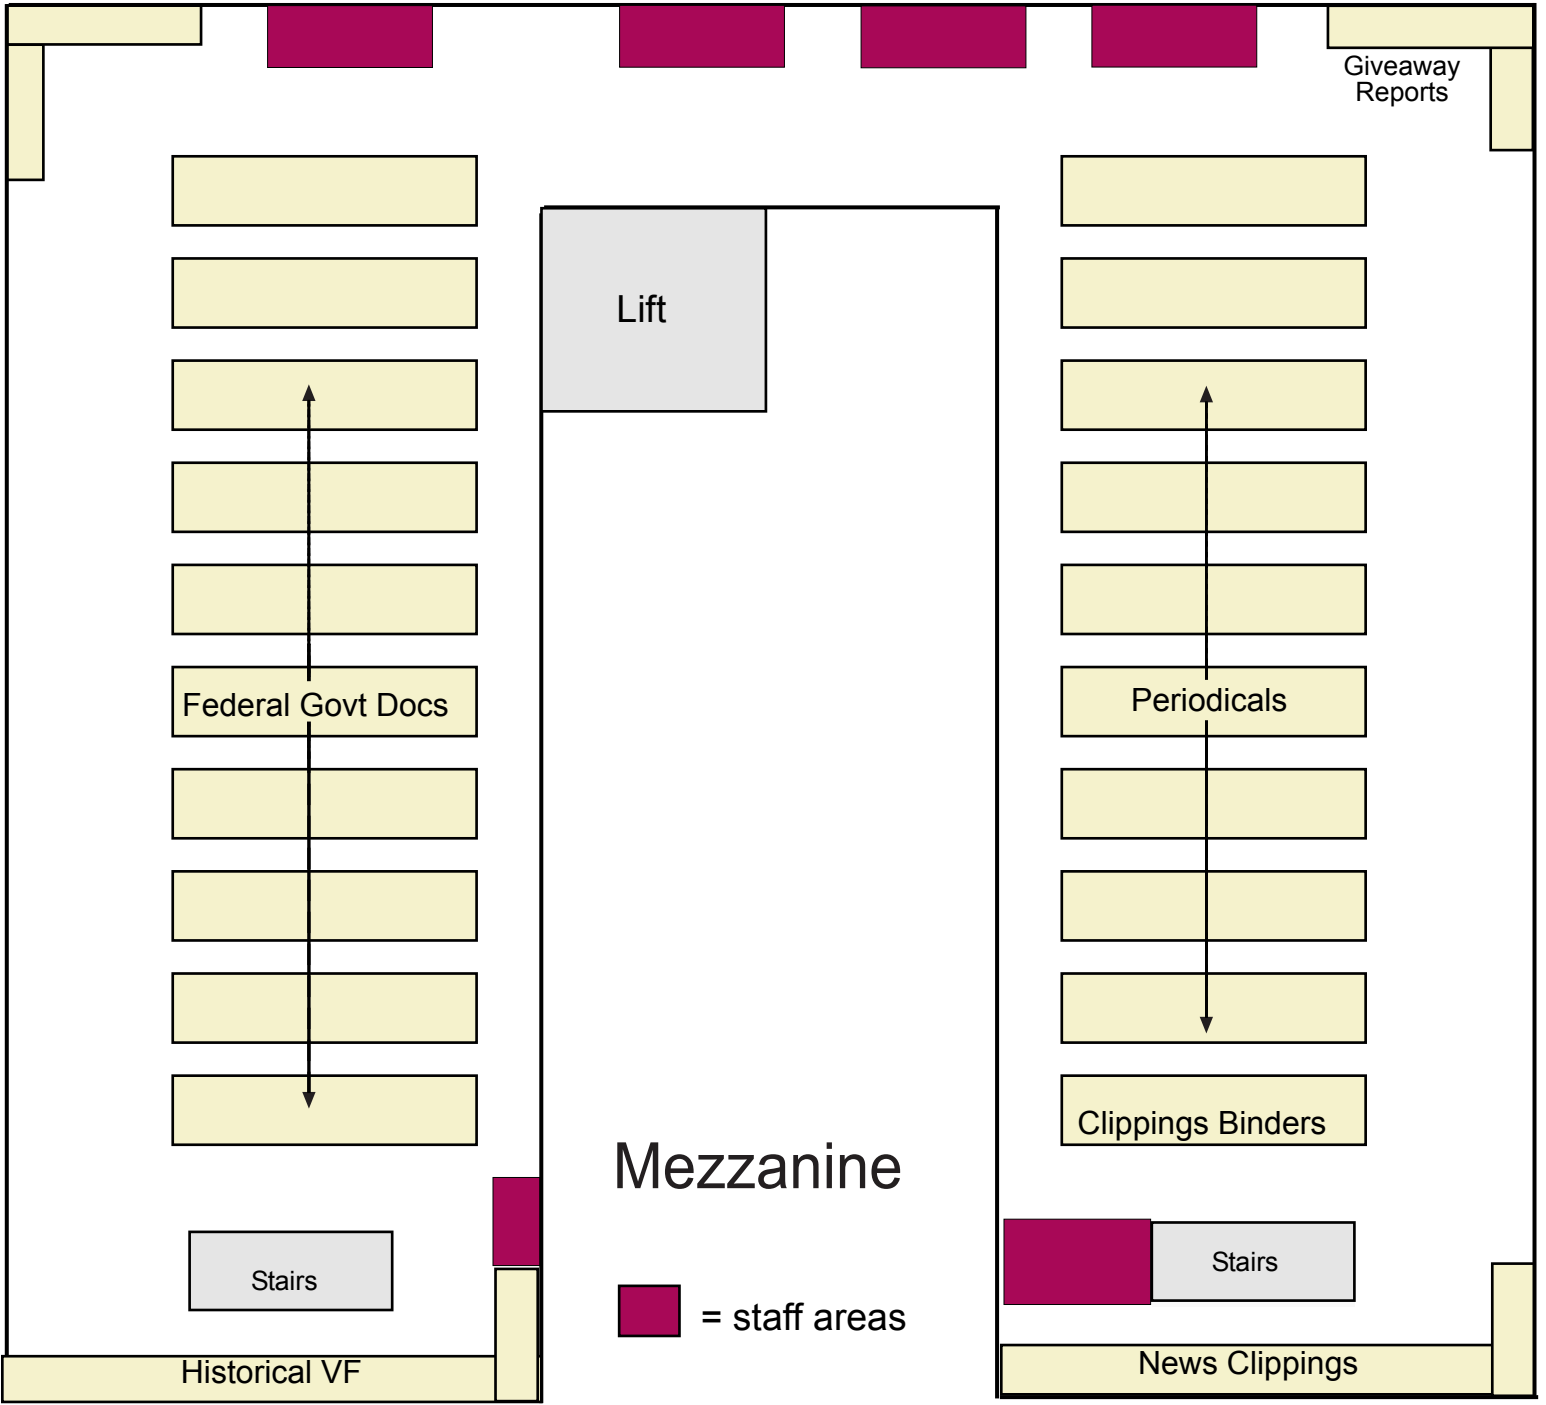 Giveaway
Reports
Lift
Federal Govt Docs
Periodicals
Clippings Binders
Mezzanine
Stairs
Stairs
= staff areas
Historical VF
News Clippings